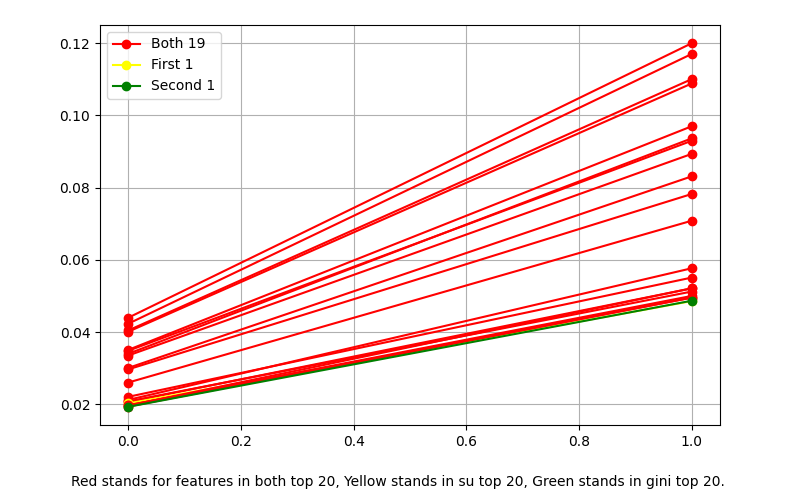 0.12
0.10
0.08
0.06
0.04
0.02
Both 19
First 1
Second 1
0.0 0.2 0.4 0.6 0.8 1.0
Red stands for features in both top 20, Yellow stands in su top 20, Green stands in gini top 20.